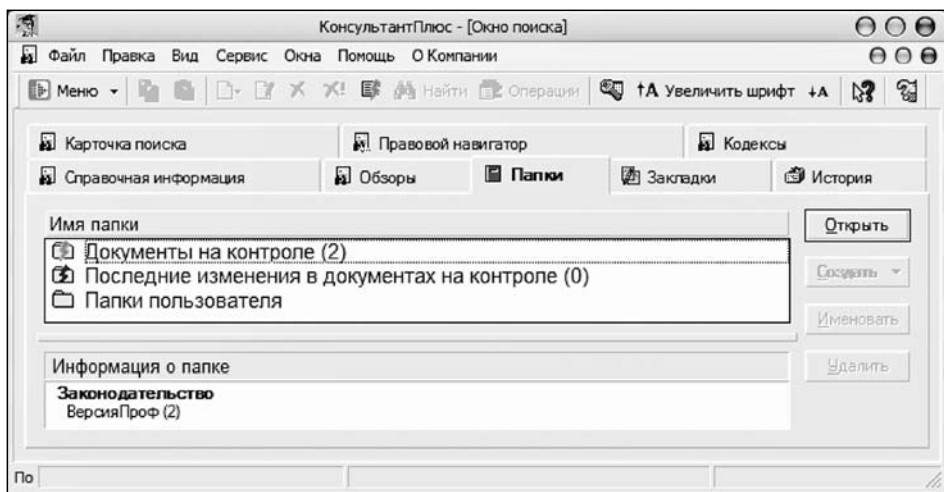 КонсультантПлюс - [Окно поиска]
Файл Правка Вид Сервис Окна Помощь О Компании
Меню Найти Операции А Увеличить шрифт А
Карточка поиска Правовой навигатор Кодексы
Справочная информация Обзоры Папки Закладки История
Имя папки Открыть
Документы на контроле (2)
Последние изменения в документах на контроле (0) Создать
Папки пользователя
Именовать
Информация о папке Удалить
Законодательство
ВерсияПроф (2)
По